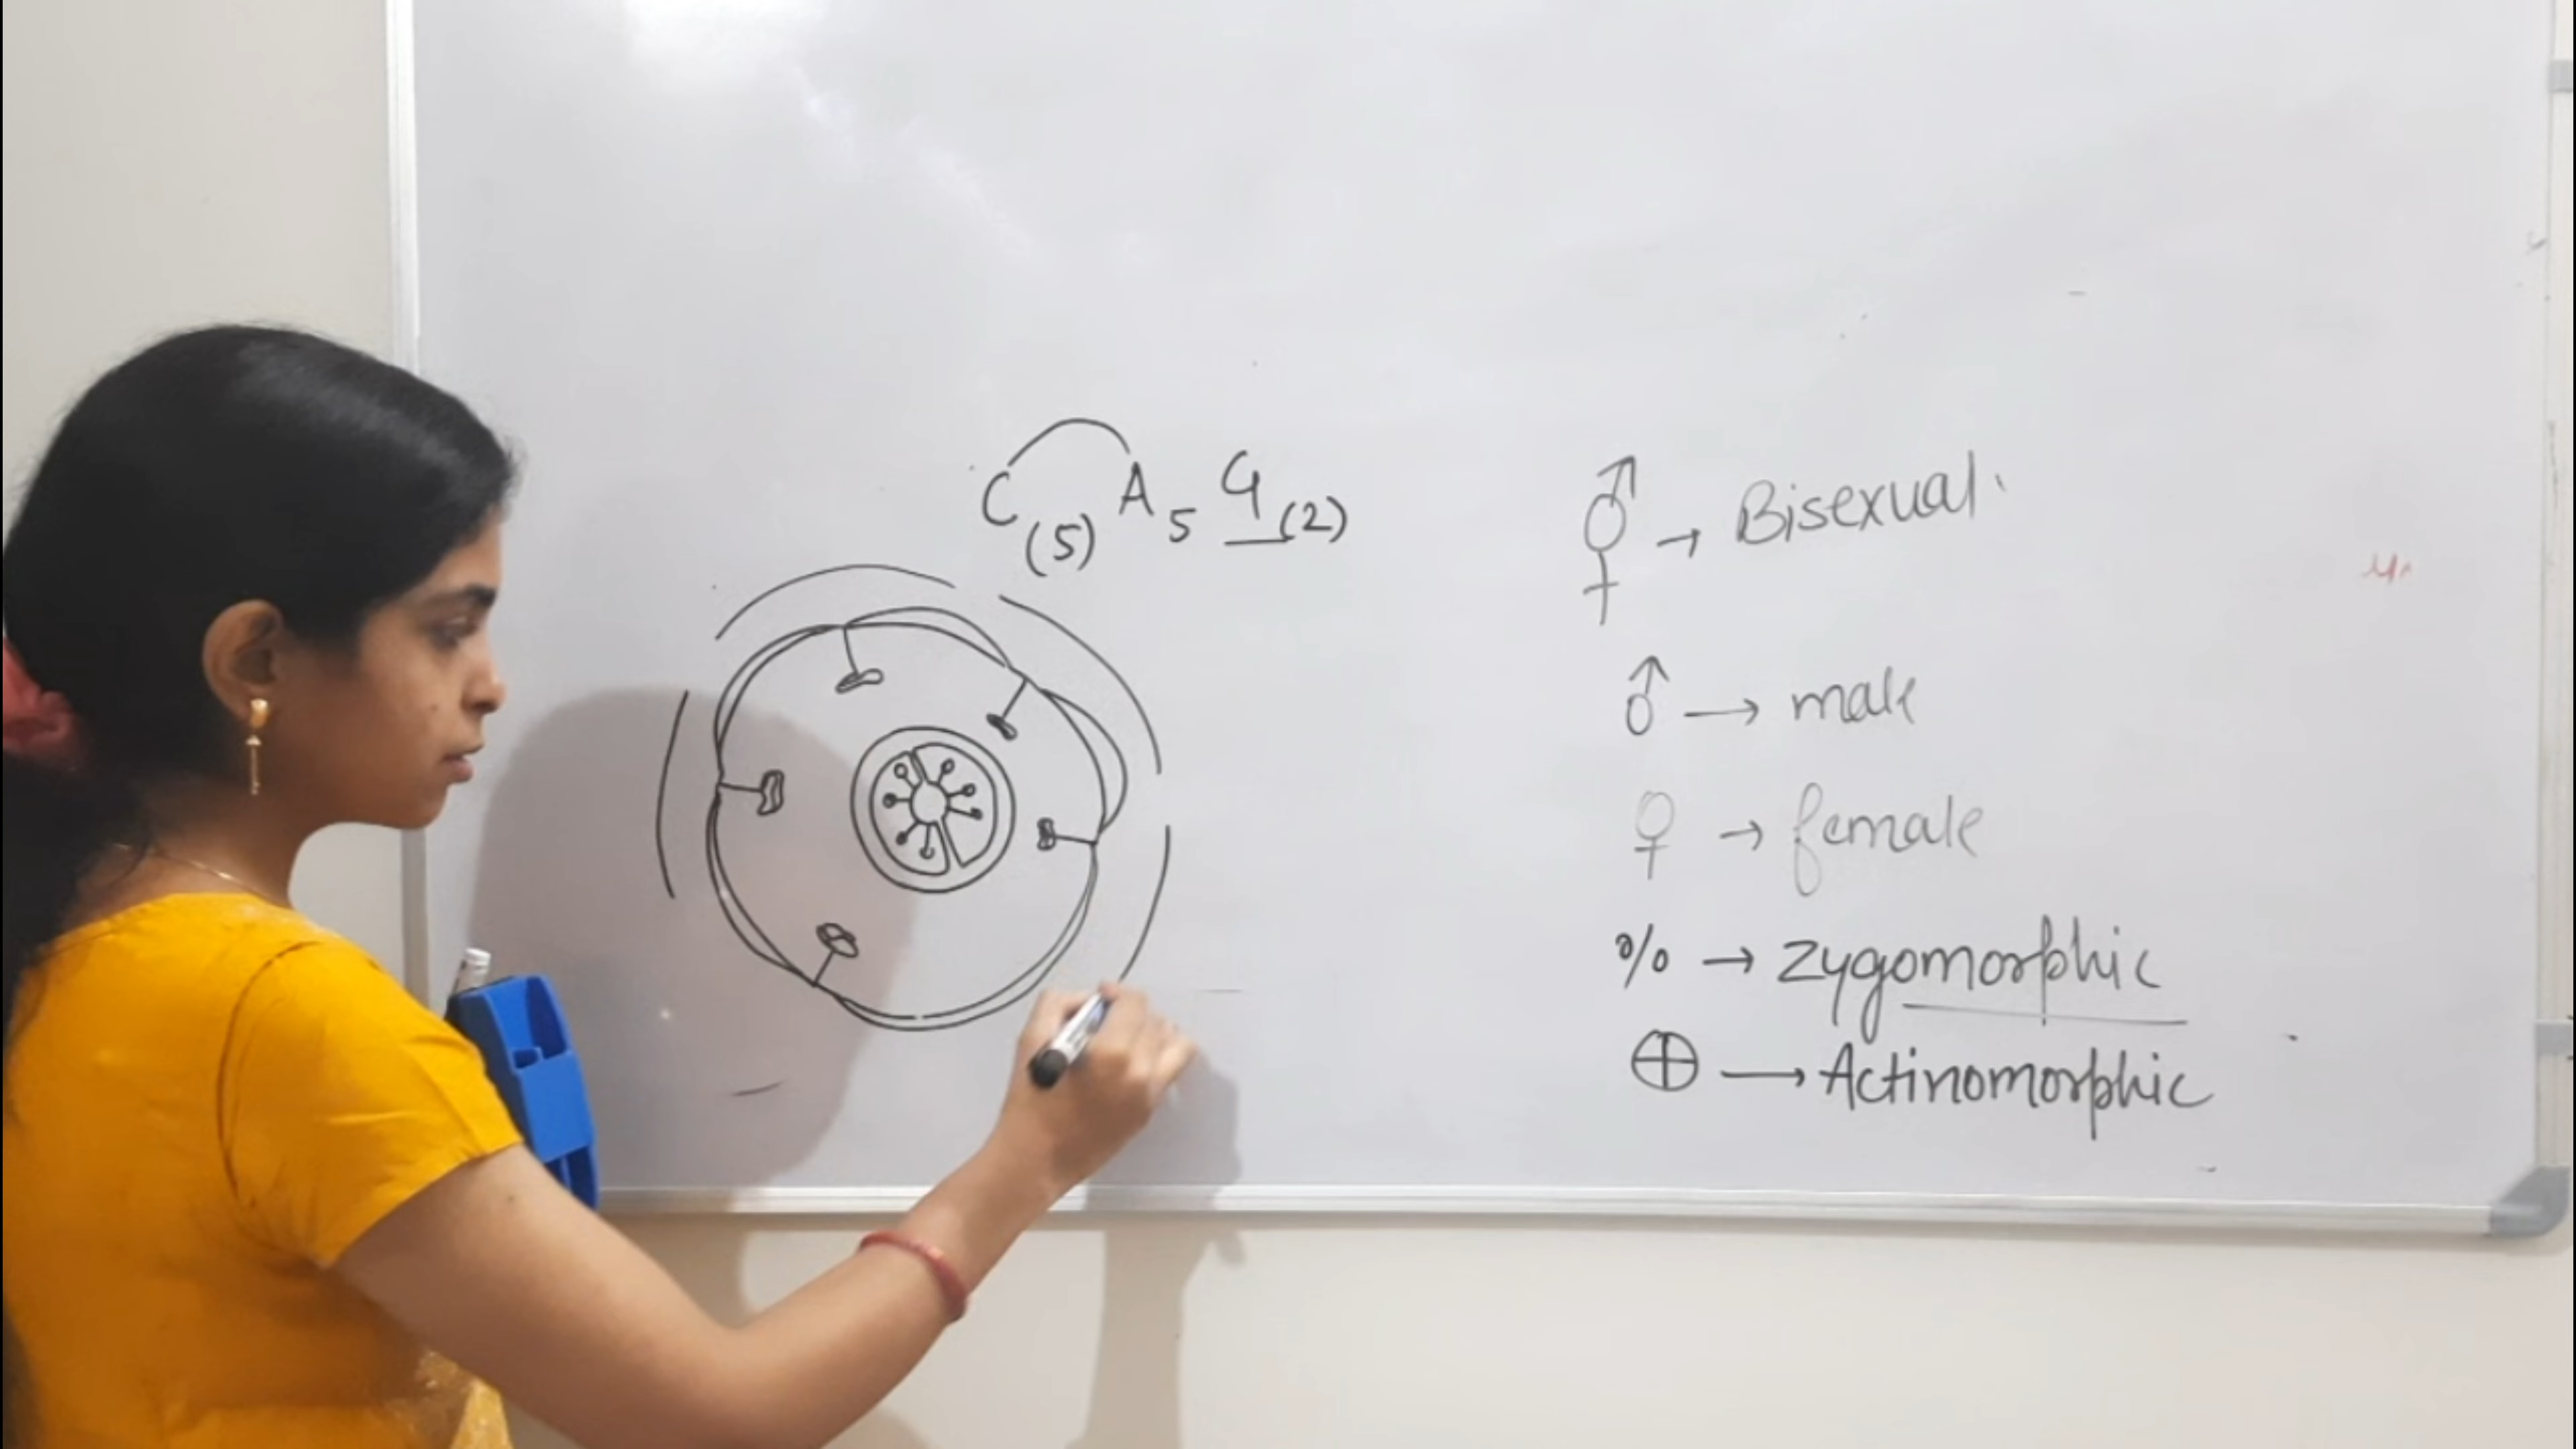 C(5) A5 G(2)
⚥ → Bisexual
♂ → male
♀ → female
% → Zygomorphic
⊕ → Actinomorphic